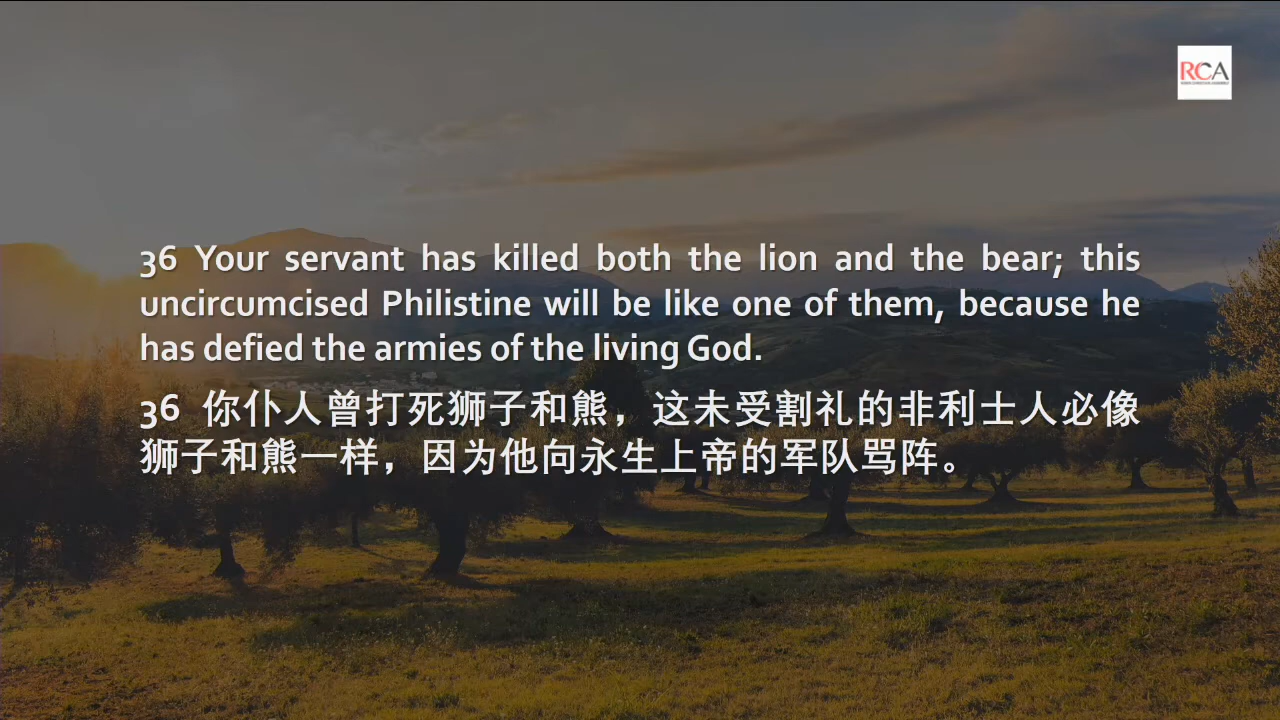 RCA
36 Your servant has killed both the lion and the bear; this
uncircumcised Philistine will be like one of them, because he
has defied the armies of the living God.
36 你仆人曾打死狮子和熊，这未受割礼的非利士人必像
狮子和熊一样，因为他向永生上帝的军队骂阵。